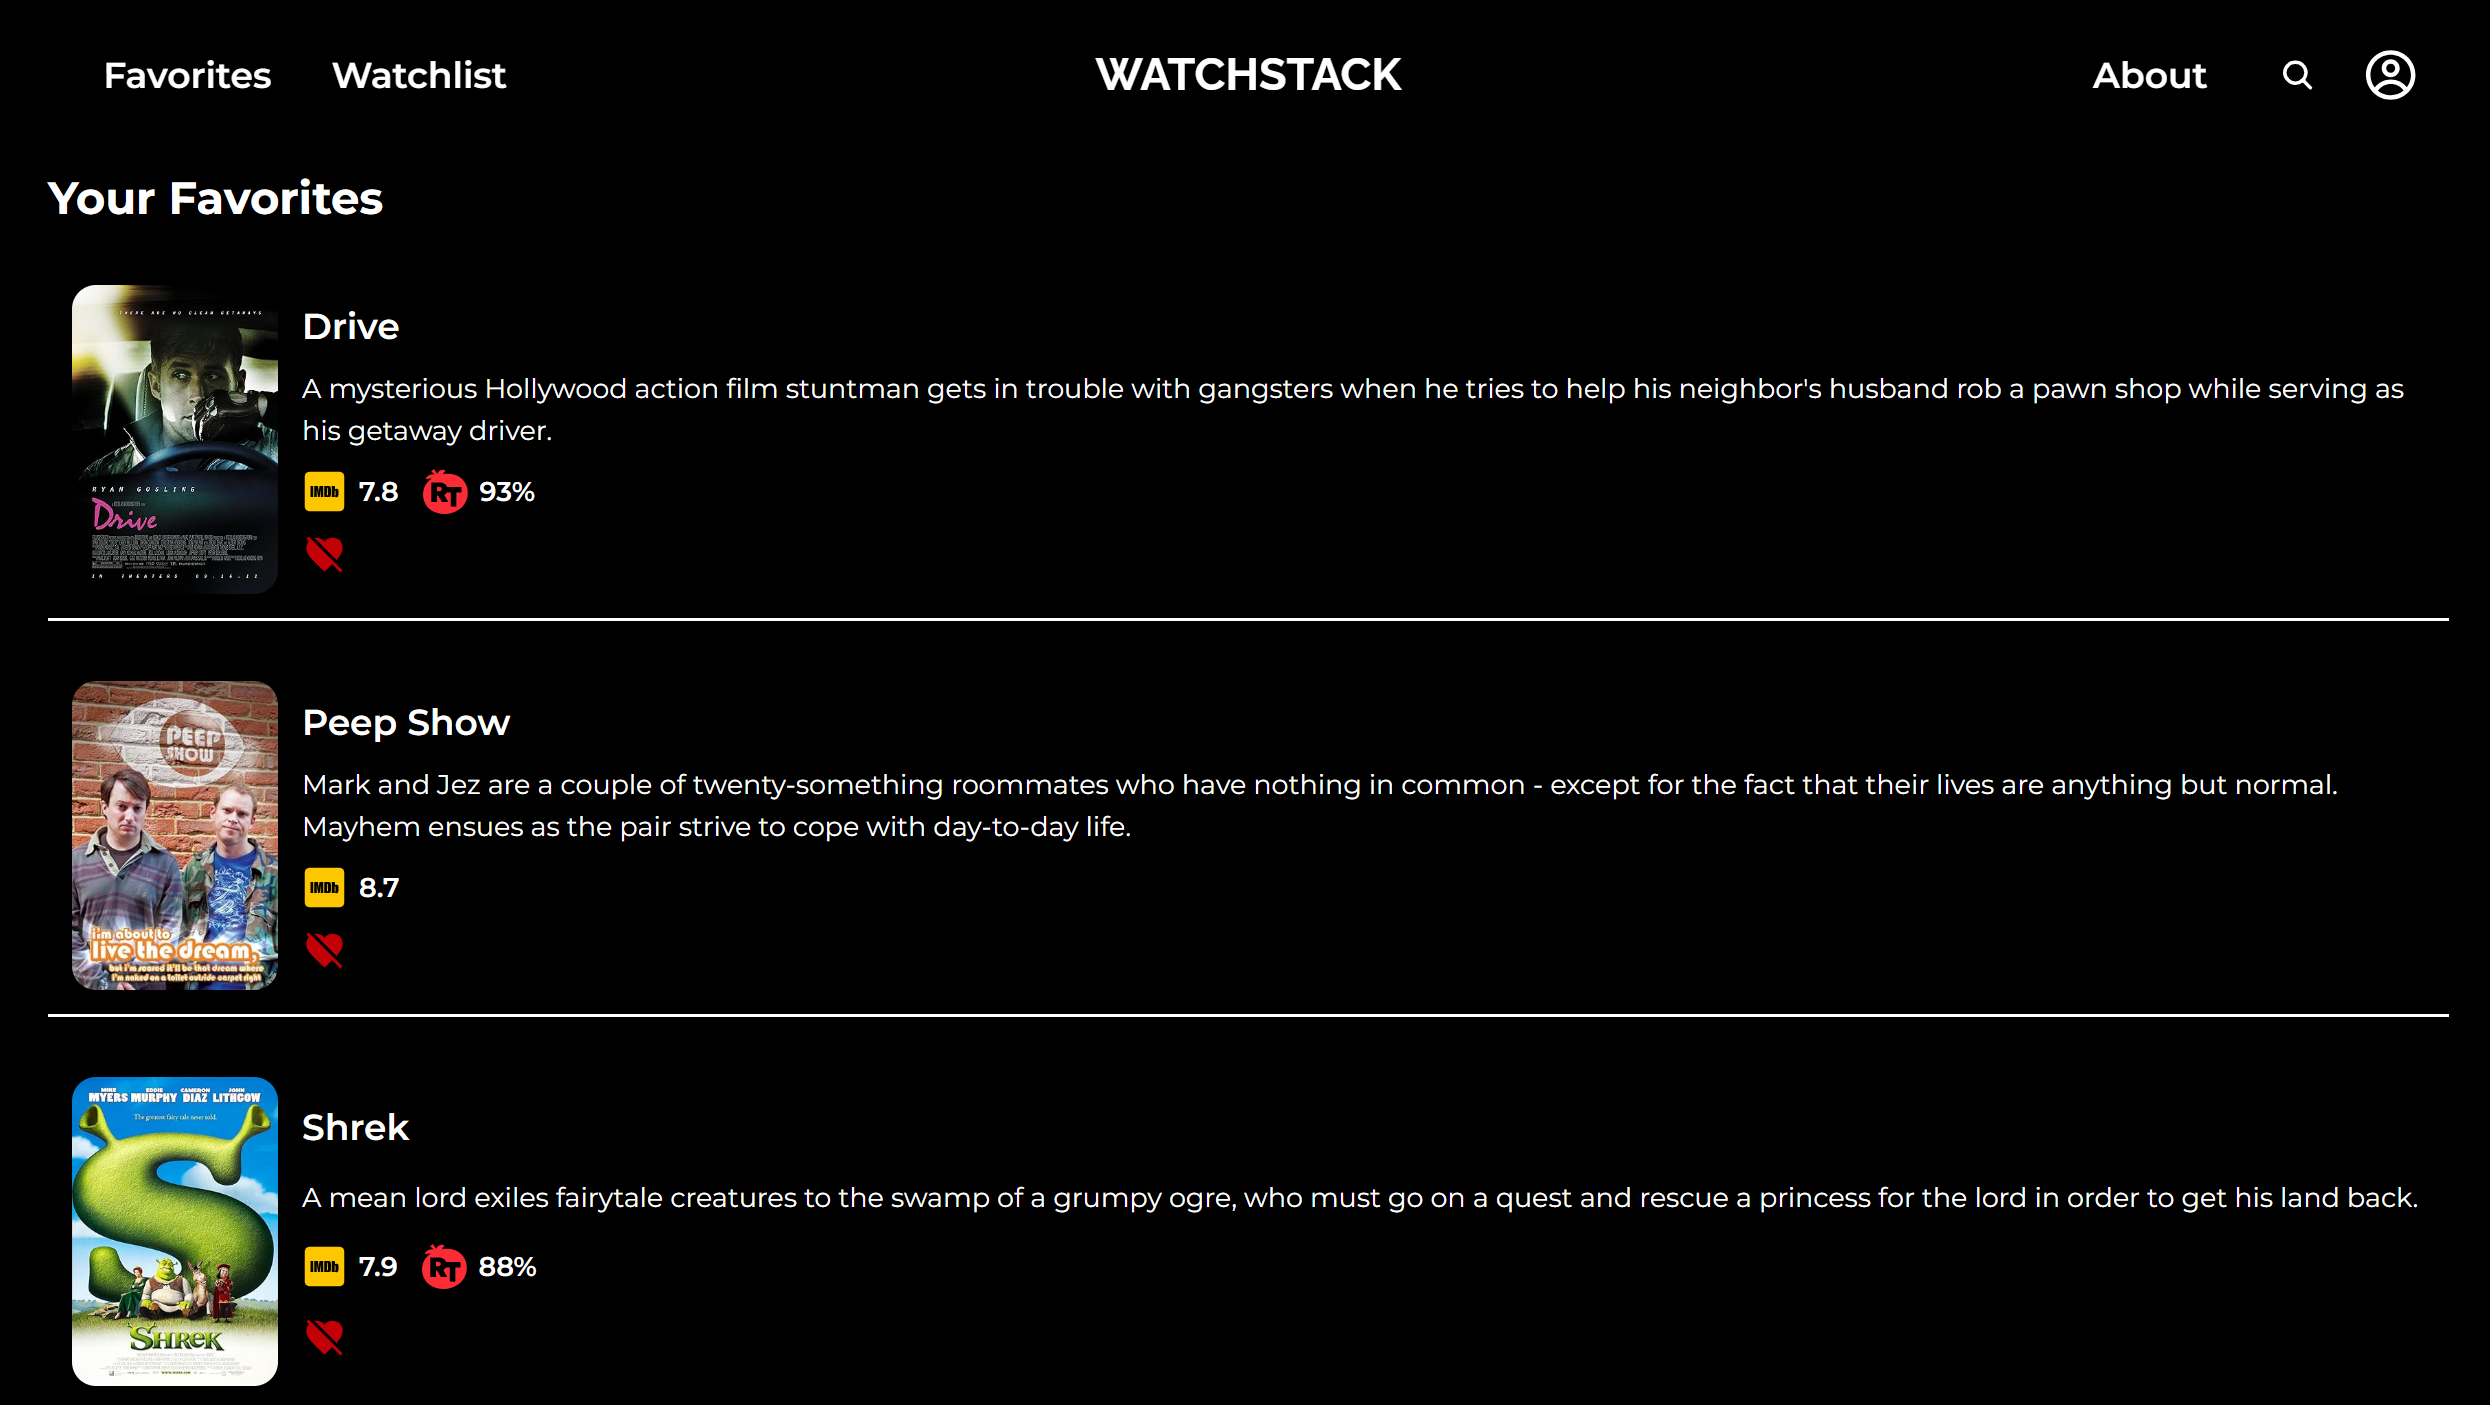 Favorites
Watchlist
WATCHSTACK
About
Your Favorites
THERE ARE NO CLEAN GETAWAYS
RYAN GOSLING
Drive
IN THEATERS 09.16.11
Drive
A mysterious Hollywood action film stuntman gets in trouble with gangsters when he tries to help his neighbor's husband rob a pawn shop while serving as
his getaway driver.
IMDb 7.8 RT 93%
PEEP
SHOW
i'm about to
live the dream,
but i'm scared it'll be that dream where
I'm naked on a toilet outside carpet right
Peep Show
Mark and Jez are a couple of twenty-something roommates who have nothing in common - except for the fact that their lives are anything but normal.
Mayhem ensues as the pair strive to cope with day-to-day life.
IMDb 8.7
MIKE EDDIE CAMERON JOHN
MYERS MURPHY DIAZ LITHGOW
The greatest fairy tale never told.
SHREK
Shrek
A mean lord exiles fairytale creatures to the swamp of a grumpy ogre, who must go on a quest and rescue a princess for the lord in order to get his land back.
IMDb 7.9 RT 88%